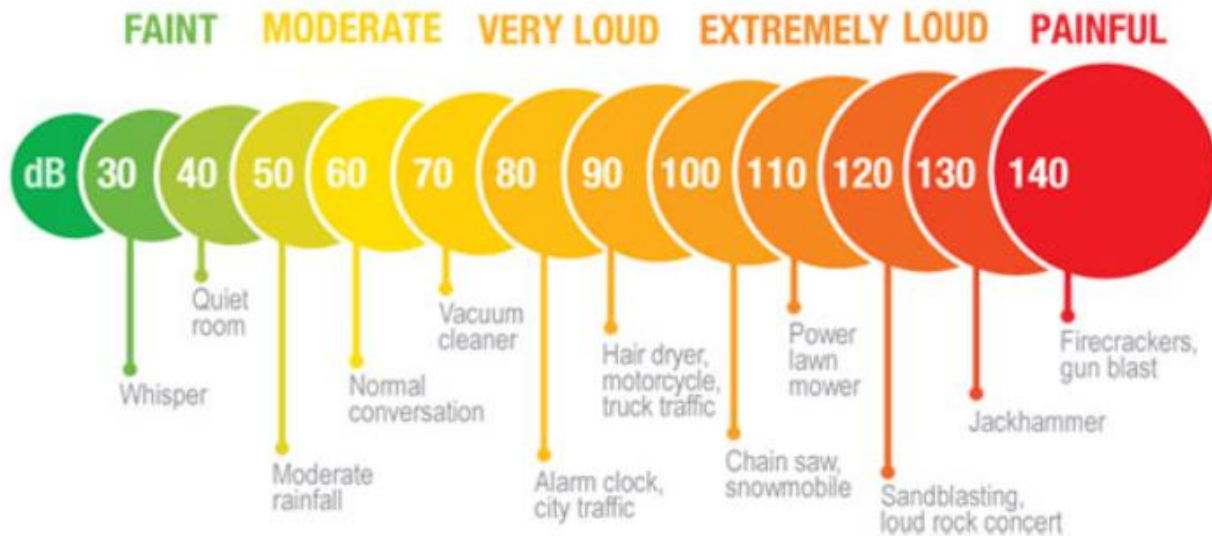 FAINT MODERATE VERY LOUD EXTREMELY LOUD PAINFUL
dB 30 40 50 60 70 80 90 100 110 120 130 140
Whisper
Quiet
room
Moderate
rainfall
Normal
conversation
Vacuum
cleaner
Alarm clock,
city traffic
Hair dryer,
motorcycle,
truck traffic
Chain saw,
snowmobile
Power
lawn
mower
Sandblasting,
loud rock concert
Jackhammer
Firecrackers,
gun blast